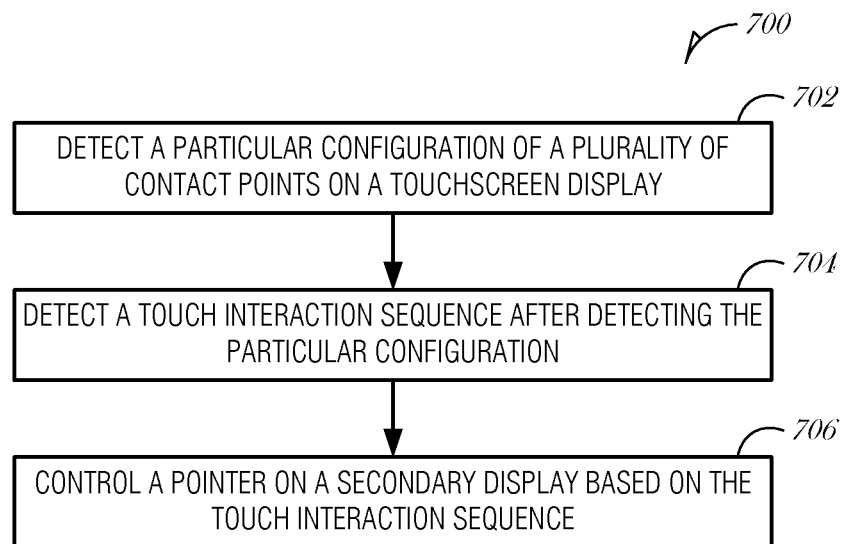 700
702
DETECT A PARTICULAR CONFIGURATION OF A PLURALITY OF
CONTACT POINTS ON A TOUCHSCREEN DISPLAY
704
DETECT A TOUCH INTERACTION SEQUENCE AFTER DETECTING THE
PARTICULAR CONFIGURATION
706
CONTROL A POINTER ON A SECONDARY DISPLAY BASED ON THE
TOUCH INTERACTION SEQUENCE